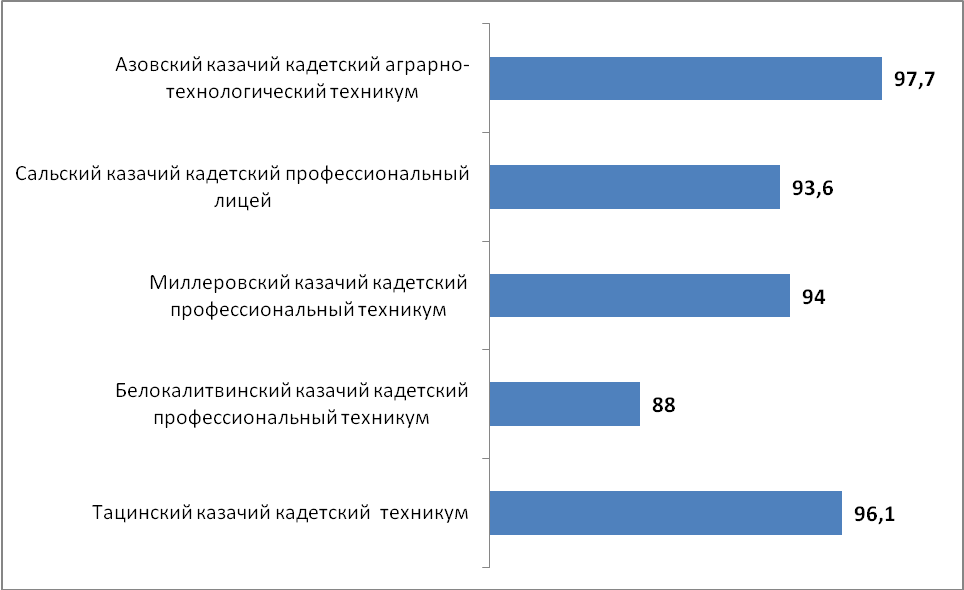 Азовский казачий кадетский аграрно-
технологический техникум
97,7
Сальский казачий кадетский профессиональный
лицей
93,6
Миллеровский казачий кадетский
профессиональный техникум
94
Белокалитвинский казачий кадетский
профессиональный техникум
88
Тацинский казачий кадетский техникум
96,1